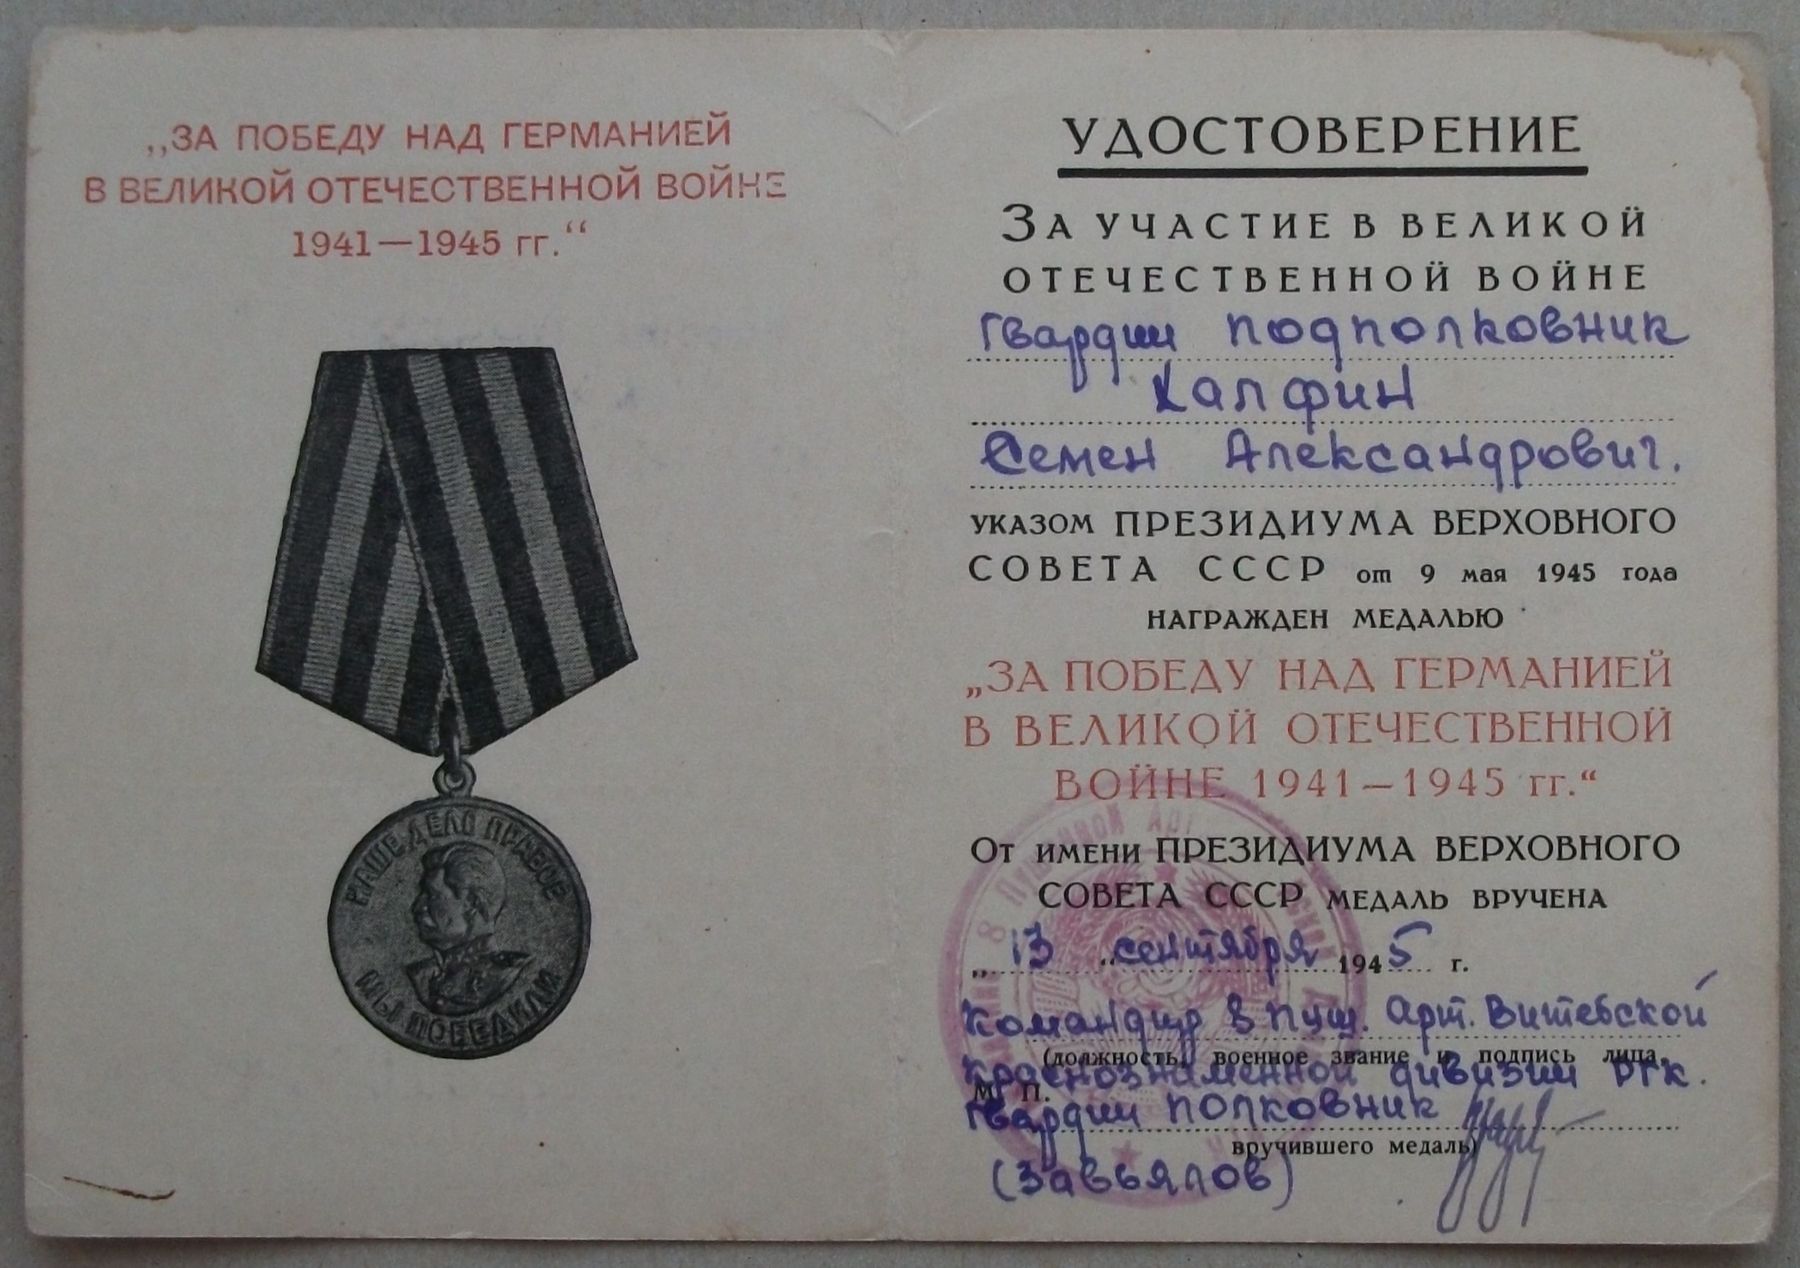 „ЗА ПОБЕДУ НАД ГЕРМАНИЕЙ
В ВЕЛИКОЙ ОТЕЧЕСТВЕННОЙ ВОЙНЕ
1941—1945 гг.“
НАШЕ ДЕЛО ПРАВОЕ
МЫ ПОБЕДИЛИ
УДОСТОВЕРЕНИЕ
ЗА УЧАСТИЕ В ВЕЛИКОЙ
ОТЕЧЕСТВЕННОЙ ВОЙНЕ
Гвардии подполковник
Халфин
Семен Александрович.
УКАЗОМ ПРЕЗИДИУМА ВЕРХОВНОГО
СОВЕТА СССР от 9 мая 1945 года
НАГРАЖДЕН МЕДАЛЬЮ
„ЗА ПОБЕДУ НАД ГЕРМАНИЕЙ
В ВЕЛИКОЙ ОТЕЧЕСТВЕННОЙ
ВОЙНЕ 1941—1945 гг.“
ОТ ИМЕНИ ПРЕЗИДИУМА ВЕРХОВНОГО
СОВЕТА СССР МЕДАЛЬ ВРУЧЕНА
„13 “ сентября 1945 г.
Командир 8 пуш. Арт. Витебской
(должность, военное звание и подпись лица,
Краснознаменной дивизии РГК.
М. П.
Гвардии полковник
вручившего медаль)
(Завьялов)